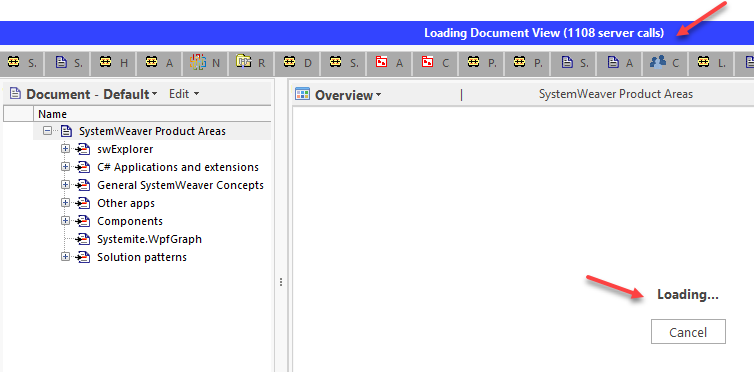 Loading Document View (1108 server calls)
S. S. H A N R D S. A C P. P. S. A C L. S
Document - Default Edit
Name
SystemWeaver Product Areas
swExplorer
C# Applications and extensions
General SystemWeaver Concepts
Other apps
Components
Systemite.WpfGraph
Solution patterns
Overview | SystemWeaver Product Areas
Loading...
Cancel